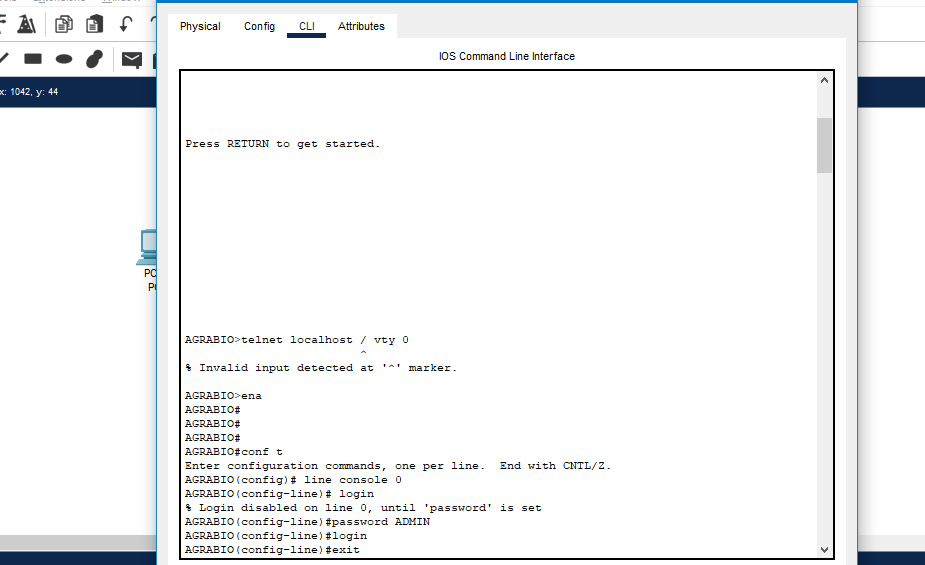 Physical Config CLI Attributes
IOS Command Line Interface
x: 1042, y: 44
Press RETURN to get started.
PC
AGRABIO>telnet localhost / vty 0
^
% Invalid input detected at '^' marker.
AGRABIO>ena
AGRABIO#
AGRABIO#
AGRABIO#
AGRABIO#conf t
Enter configuration commands, one per line.  End with CNTL/Z.
AGRABIO(config)# line console 0
AGRABIO(config-line)# login
% Login disabled on line 0, until 'password' is set
AGRABIO(config-line)#password ADMIN
AGRABIO(config-line)#login
AGRABIO(config-line)#exit